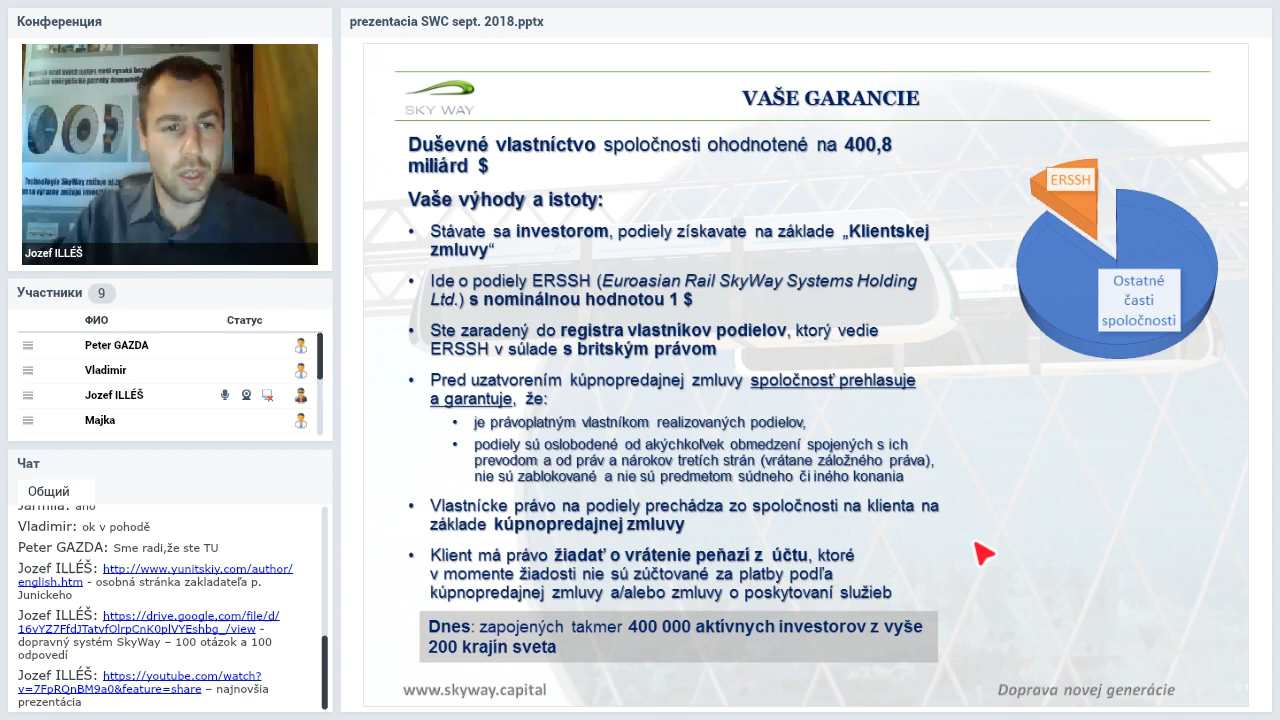 Конференция
Jozef ILLÉŠ
Участники 9
ФИО Статус
Peter GAZDA
Vladimir
Jozef ILLÉŠ
Majka
Чат
Общий
Jarmila: ano
Vladimir: ok v pohodě
Peter GAZDA: Sme radi,že ste TU
Jozef ILLÉŠ: http://www.yunitskiy.com/author/
english.htm - osobná stránka zakladateľa p.
Junickeho
Jozef ILLÉŠ: https://drive.google.com/file/d/
16vYZ7FfdJTatvfOlrpCnK0plVYEshbg_/view -
dopravný systém SkyWay – 100 otázok a 100
odpovedí
Jozef ILLÉŠ: https://youtube.com/watch?
v=7FpRQnBM9a0&feature=share – najnovšia
prezentácia
prezentacia SWC sept. 2018.pptx
SKY WAY
VAŠE GARANCIE
Duševné vlastníctvo spoločnosti ohodnotené na 400,8
miliárd $
Vaše výhody a istoty:
• Stávate sa investorom, podiely získavate na základe „Klientskej
zmluvy“
• Ide o podiely ERSSH (Euroasian Rail SkyWay Systems Holding
Ltd.) s nominálnou hodnotou 1 $
• Ste zaradený do registra vlastníkov podielov, ktorý vedie
ERSSH v súlade s britským právom
• Pred uzatvorením kúpnopredajnej zmluvy spoločnosť prehlasuje
a garantuje, že:
• je právoplatným vlastníkom realizovaných podielov,
• podiely sú oslobodené od akýchkoľvek obmedzení spojených s ich
prevodom a od práv a nárokov tretích strán (vrátane záložného práva),
nie sú zablokované a nie sú predmetom súdneho či iného konania
• Vlastnícke právo na podiely prechádza zo spoločnosti na klienta na
základe kúpnopredajnej zmluvy
• Klient má právo žiadať o vrátenie peňazí z účtu, ktoré
v momente žiadosti nie sú zúčtované za platby podľa
kúpnopredajnej zmluvy a/alebo zmluvy o poskytovaní služieb
Dnes: zapojených takmer 400 000 aktívnych investorov z vyše
200 krajín sveta
ERSSH
Ostatné
časti
spoločnosti
www.skyway.capital
Doprava novej generácie